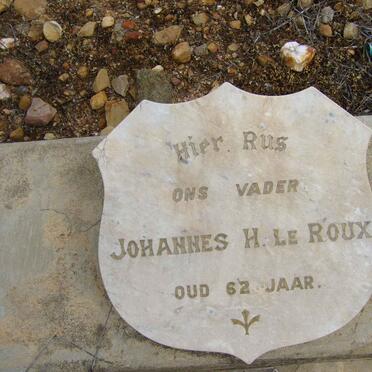 Hier Rus
ONS VADER
JOHANNES H. LE ROUX
OUD 62 JAAR.